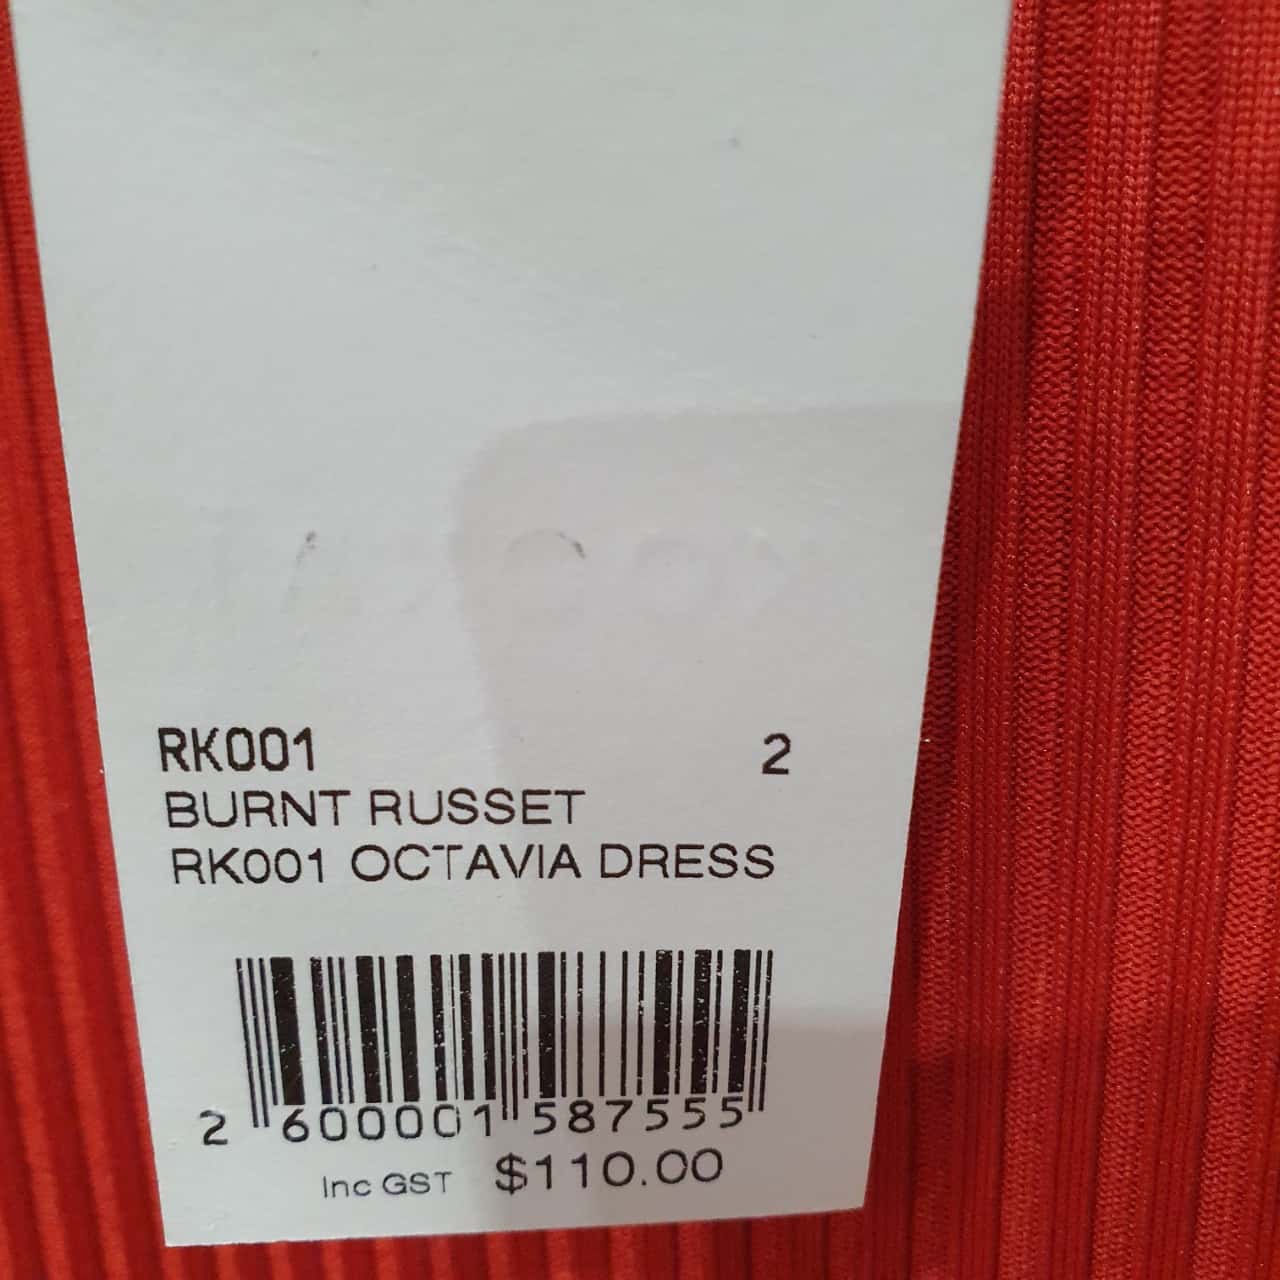 RK001 2
BURNT RUSSET
RK001 OCTAVIA DRESS
2 600001 587555
Inc GST $110.00